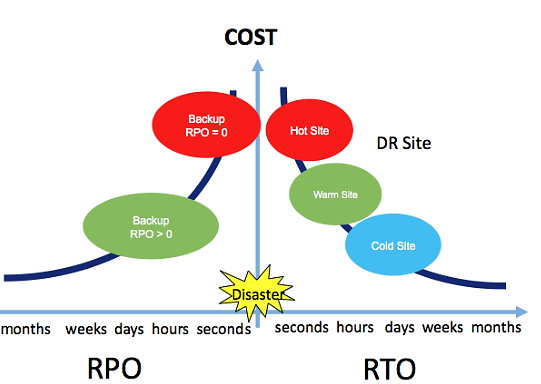 COST
Backup
RPO = 0
Hot Site
DR Site
Warm Site
Backup
RPO > 0
Cold Site
Disaster
months weeks days hours seconds
seconds hours days weeks months
RPO
RTO